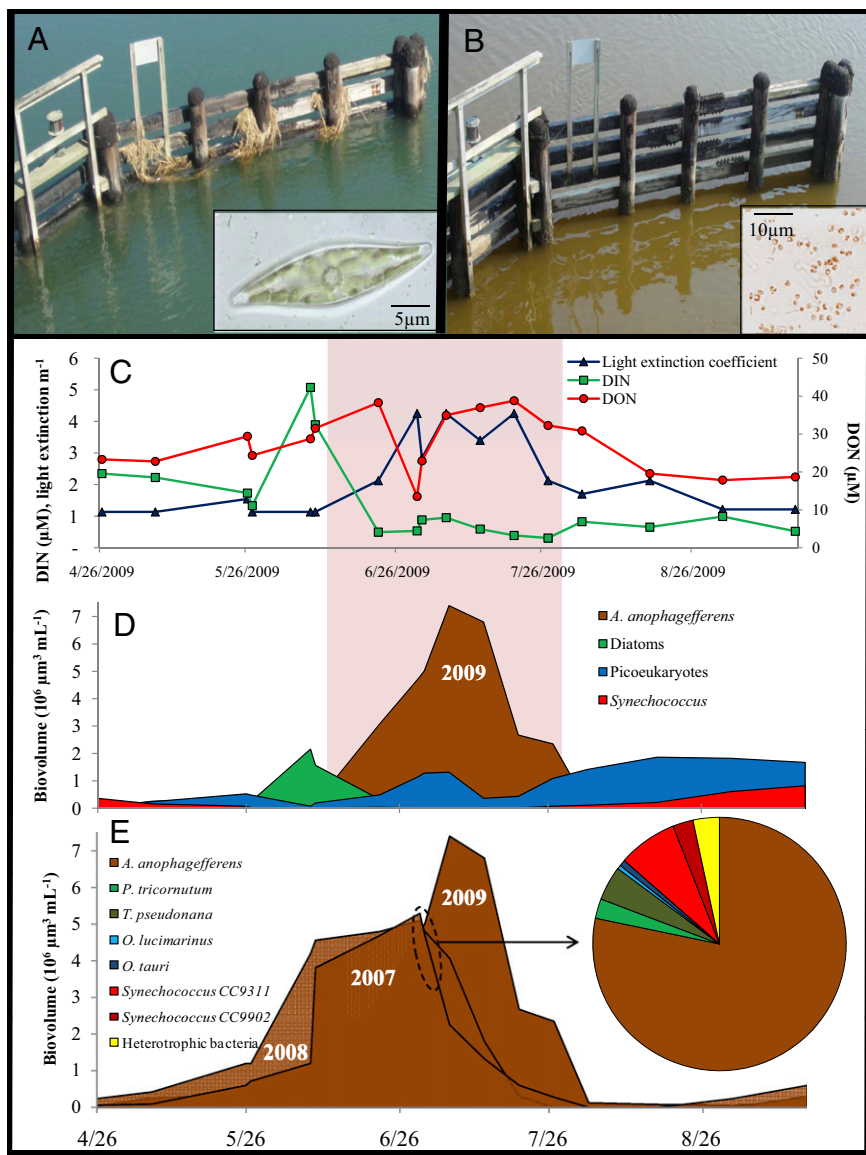 A
B
5µm
10µm
C
Light extinction coefficient
DIN
DON
DIN (µM), light extinction m⁻¹
6
5
4
3
2
1
-
DON (µM)
50
40
30
20
10
0
4/26/2009
5/26/2009
6/26/2009
7/26/2009
8/26/2009
D
Biovolume (10⁶ µm³ mL⁻¹)
7
6
5
4
3
2
1
0
2009
A. anophagefferens
Diatoms
Picoeukaryotes
Synechococcus
E
Biovolume (10⁶ µm³ mL⁻¹)
7
6
5
4
3
2
1
0
A. anophagefferens
P. tricornutum
T. pseudonana
O. lucimarinus
O. tauri
Synechococcus CC9311
Synechococcus CC9902
Heterotrophic bacteria
2009
2007
2008
4/26
5/26
6/26
7/26
8/26